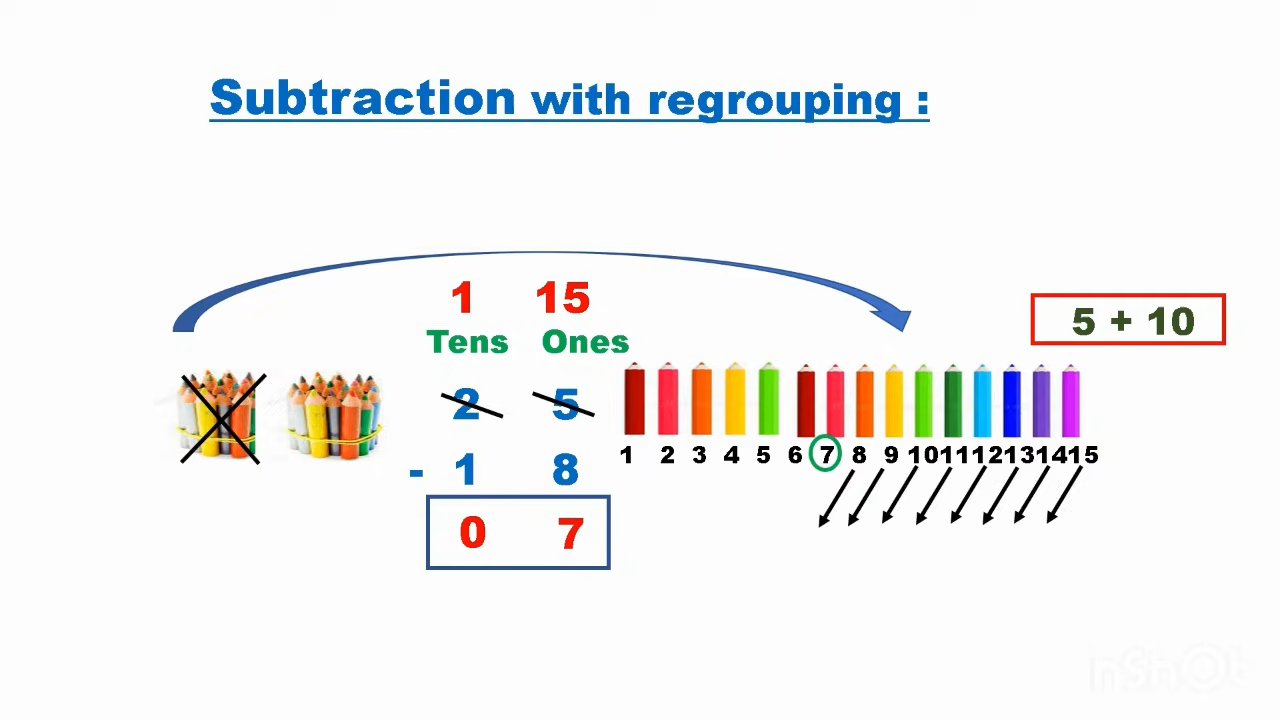 Subtraction with regrouping :
1 15
5 + 10
Tens Ones
2 5
1 2 3 4 5 6 7 8 9 10 11 12 13 14 15
- 1 8
0 7